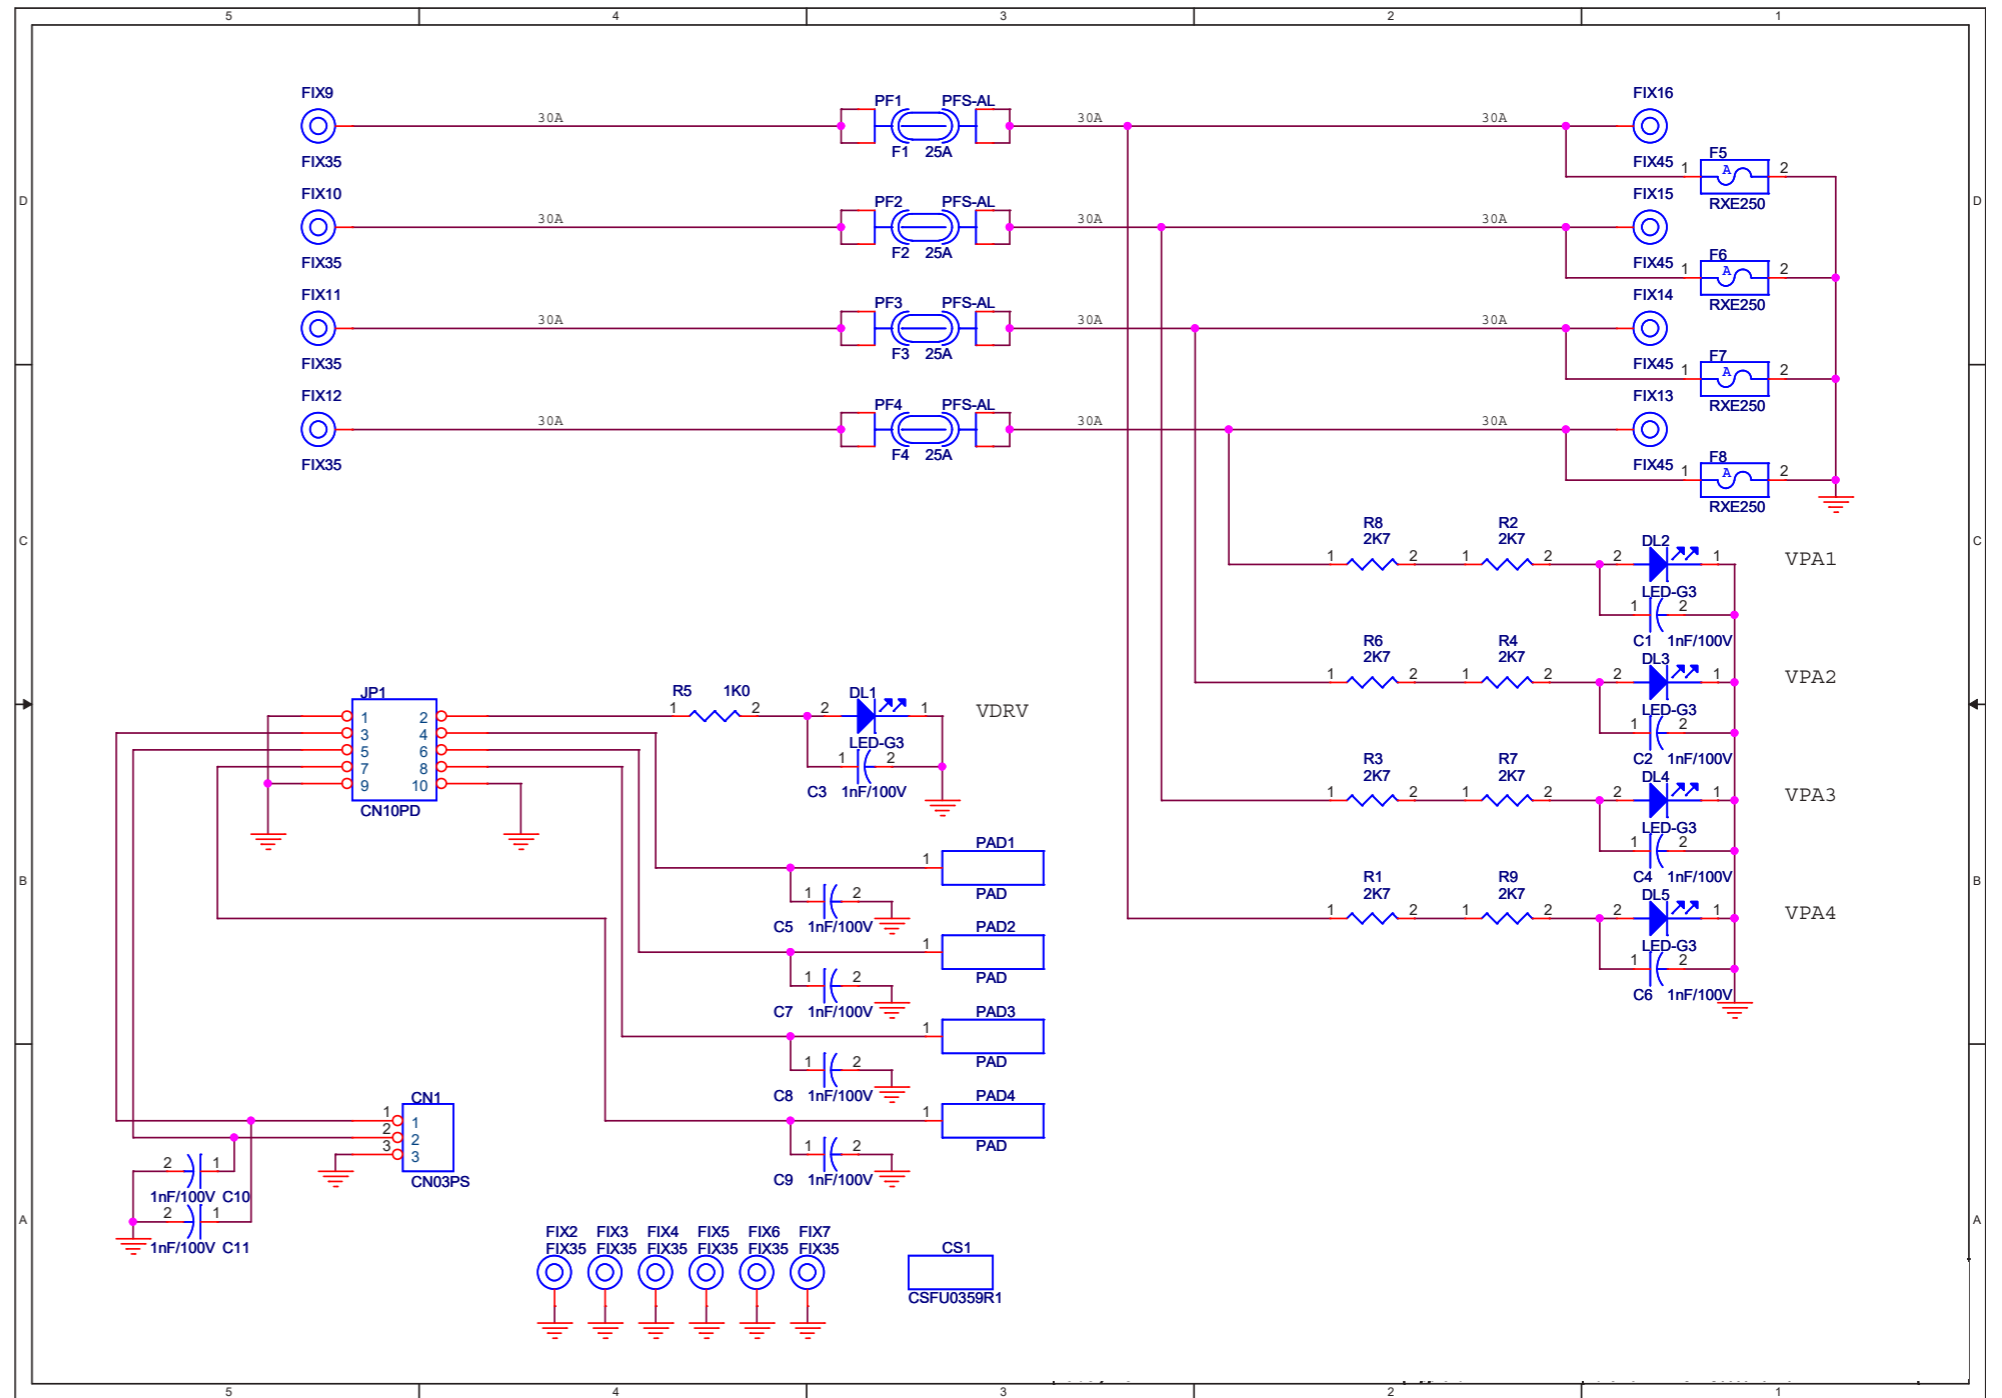 5 4 3 2 1
FIX9 PF1 PFS-AL FIX16
30A 30A 30A
FIX35 F1 25A FIX45 1 F5 2
A
RXE250
FIX10 PF2 PFS-AL FIX15
30A 30A 30A
FIX35 F2 25A FIX45 1 F6 2
A
RXE250
FIX11 PF3 PFS-AL FIX14
30A 30A 30A
FIX35 F3 25A FIX45 1 F7 2
A
RXE250
FIX12 PF4 PFS-AL FIX13
30A 30A 30A
FIX35 F4 25A FIX45 1 F8 2
A
RXE250
D D
C C
B B
A A
R8 R2
2K7 2K7 DL2
1 2 1 2 2 1 VPA1
LED-G3
1 2
C1 1nF/100V
R6 R4
2K7 2K7 DL3
1 2 1 2 2 1 VPA2
LED-G3
1 2
C2 1nF/100V
R3 R7
2K7 2K7 DL4
1 2 1 2 2 1 VPA3
LED-G3
1 2
C4 1nF/100V
R1 R9
2K7 2K7 DL5
1 2 1 2 2 1 VPA4
LED-G3
1 2
C6 1nF/100V
JP1
1 2
3 4
5 6
7 8
9 10
CN10PD
R5 1K0 DL1
1 2 2 1 VDRV
LED-G3
1 2
C3 1nF/100V
PAD1
1
PAD
1 2
C5 1nF/100V
PAD2
1
PAD
1 2
C7 1nF/100V
PAD3
1
PAD
1 2
C8 1nF/100V
PAD4
1
PAD
1 2
C9 1nF/100V
CN1
1 1
2 2
3 3
CN03PS
2 1
1nF/100V C10
2 1
1nF/100V C11
FIX2 FIX3 FIX4 FIX5 FIX6 FIX7
FIX35 FIX35 FIX35 FIX35 FIX35 FIX35
CS1
CSFU0359R1
5 4 3 2 1